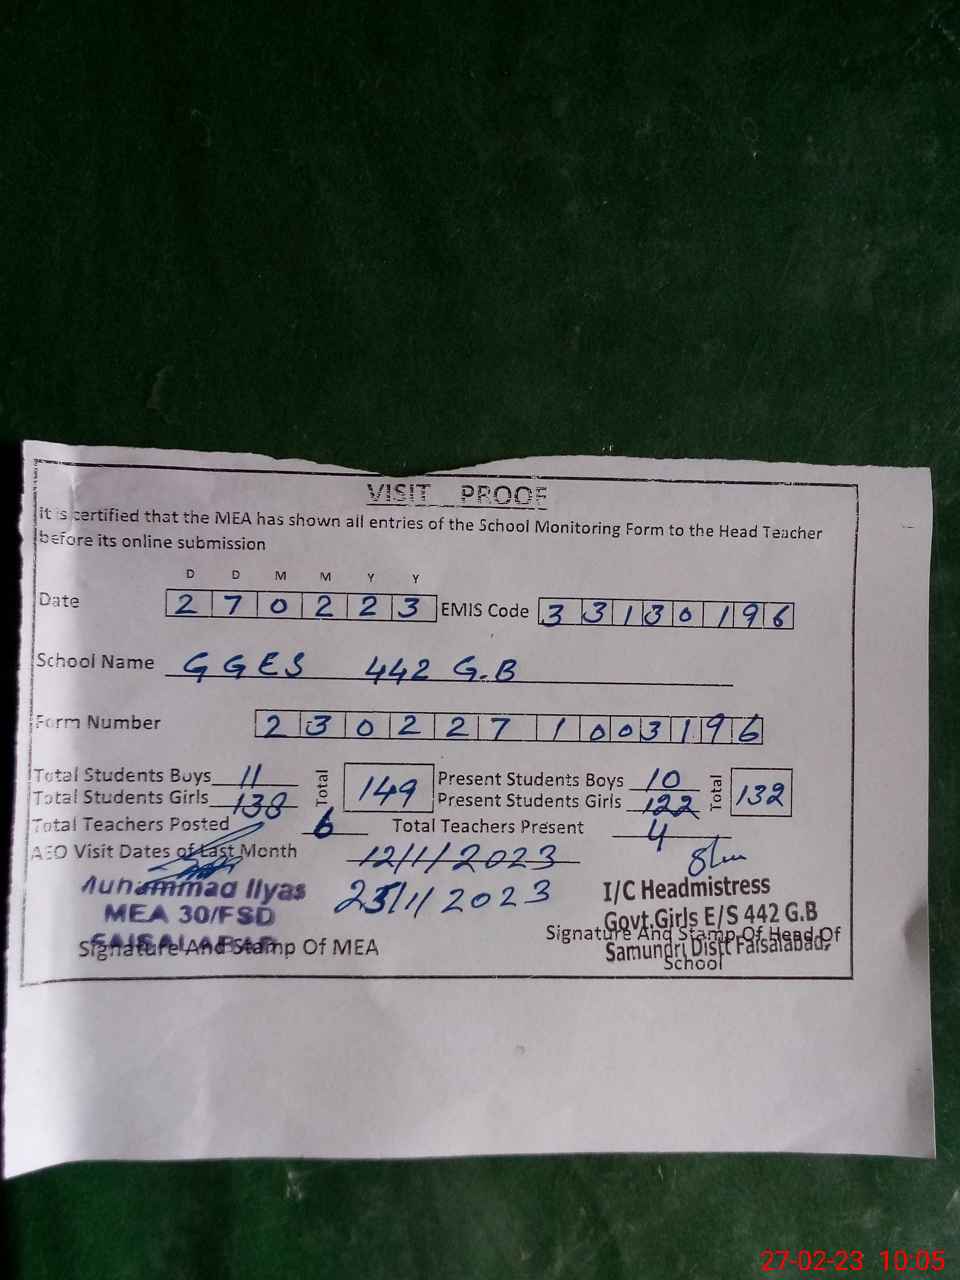 VISIT PROOF
it is certified that the MEA has shown all entries of the School Monitoring Form to the Head Teacher
before its online submission
D D M M Y Y
Date 2 7 0 2 2 3 EMIS Code 3 3 1 3 0 1 9 6
School Name GGES 442 G.B
Form Number 2 3 0 2 2 7 1 0 0 3 1 9 6
Total Students Boys 11 Total 149 Present Students Boys 10 Total 132
Total Students Girls 138 Present Students Girls 122
Total Teachers Posted 6 Total Teachers Present 4
AEO Visit Dates of Last Month 12/1/2023
Muhammad Ilyas 25/1/2023 I/C Headmistress
MEA 30/FSD Govt.Girls E/S 442 G.B
FAISALABAD Samundri Distt Faisalabad.
Signature And Stamp Of MEA Signature And Stamp Of Head Of
School
27-02-23 10:05